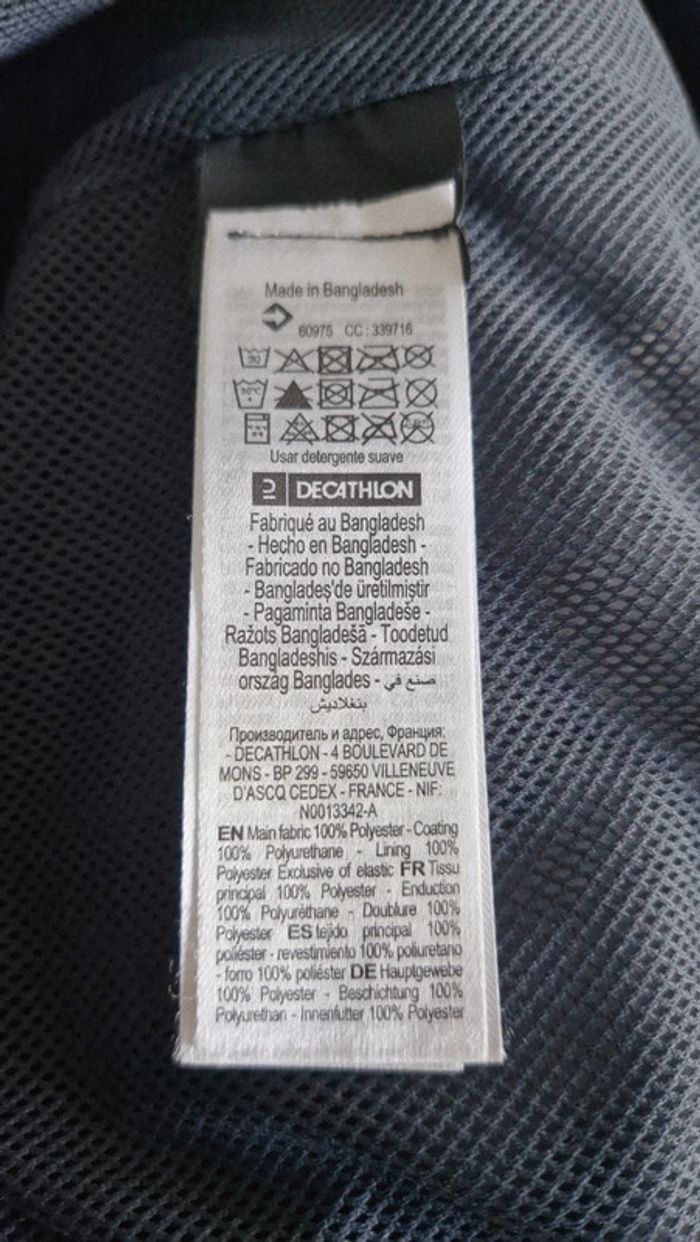 Made in Bangladesh
60975 CC : 339716
30
30°C
Usar detergente suave
DECATHLON
Fabriqué au Bangladesh
- Hecho en Bangladesh -
Fabricado no Bangladesh
- Bangladeş'de üretilmiştir
- Pagaminta Bangladeše -
Ražots Bangladešā - Toodetud
Bangladeshis - Származási
ország Banglades - صنع في
بنغلاديش
Производитель и адрес, Франция:
- DECATHLON - 4 BOULEVARD DE
MONS - BP 299 - 59650 VILLENEUVE
D'ASCQ CEDEX - FRANCE - NIF:
N0013342-A
EN Main fabric 100% Polyester - Coating
100% Polyurethane - Lining 100%
Polyester Exclusive of elastic FR Tissu
principal 100% Polyester - Enduction
100% Polyuréthane - Doublure 100%
Polyester ES tejido principal 100%
poliéster - revestimiento 100% poliuretano
- forro 100% poliéster DE Hauptgewebe
100% Polyester - Beschichtung 100%
Polyurethan - Innenfutter 100% Polyester